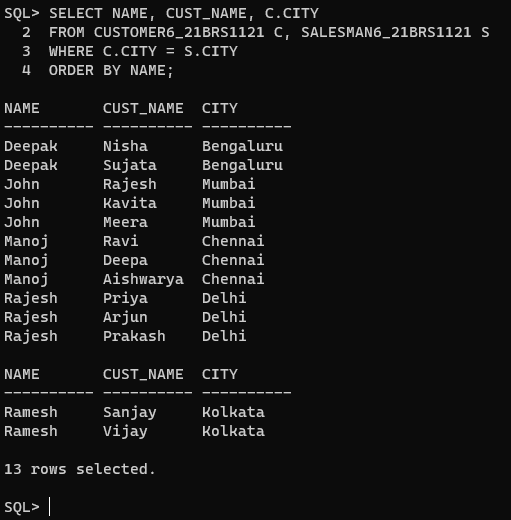 SQL> SELECT NAME, CUST_NAME, C.CITY
  2  FROM CUSTOMER6_21BRS1121 C, SALESMAN6_21BRS1121 S
  3  WHERE C.CITY = S.CITY
  4  ORDER BY NAME;

NAME       CUST_NAME  CITY
---------- ---------- ----------
Deepak     Nisha      Bengaluru
Deepak     Sujata     Bengaluru
John       Rajesh     Mumbai
John       Kavita     Mumbai
John       Meera      Mumbai
Manoj      Ravi       Chennai
Manoj      Deepa      Chennai
Manoj      Aishwarya  Chennai
Rajesh     Priya      Delhi
Rajesh     Arjun      Delhi
Rajesh     Prakash    Delhi

NAME       CUST_NAME  CITY
---------- ---------- ----------
Ramesh     Sanjay     Kolkata
Ramesh     Vijay      Kolkata

13 rows selected.

SQL>